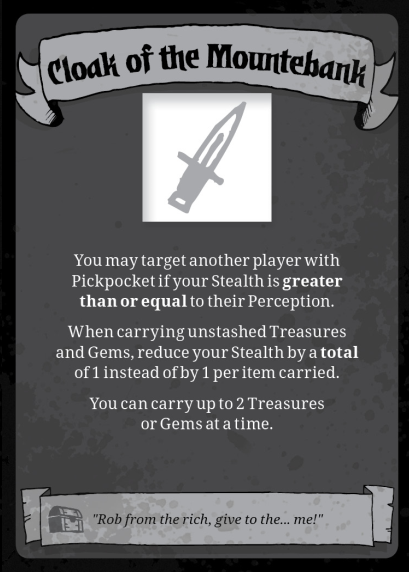 Cloak of the Mountebank
You may target another player with
Pickpocket if your Stealth is greater
than or equal to their Perception.
When carrying unstashed Treasures
and Gems, reduce your Stealth by a total
of 1 instead of by 1 per item carried.
You can carry up to 2 Treasures
or Gems at a time.
"Rob from the rich, give to the... me!"